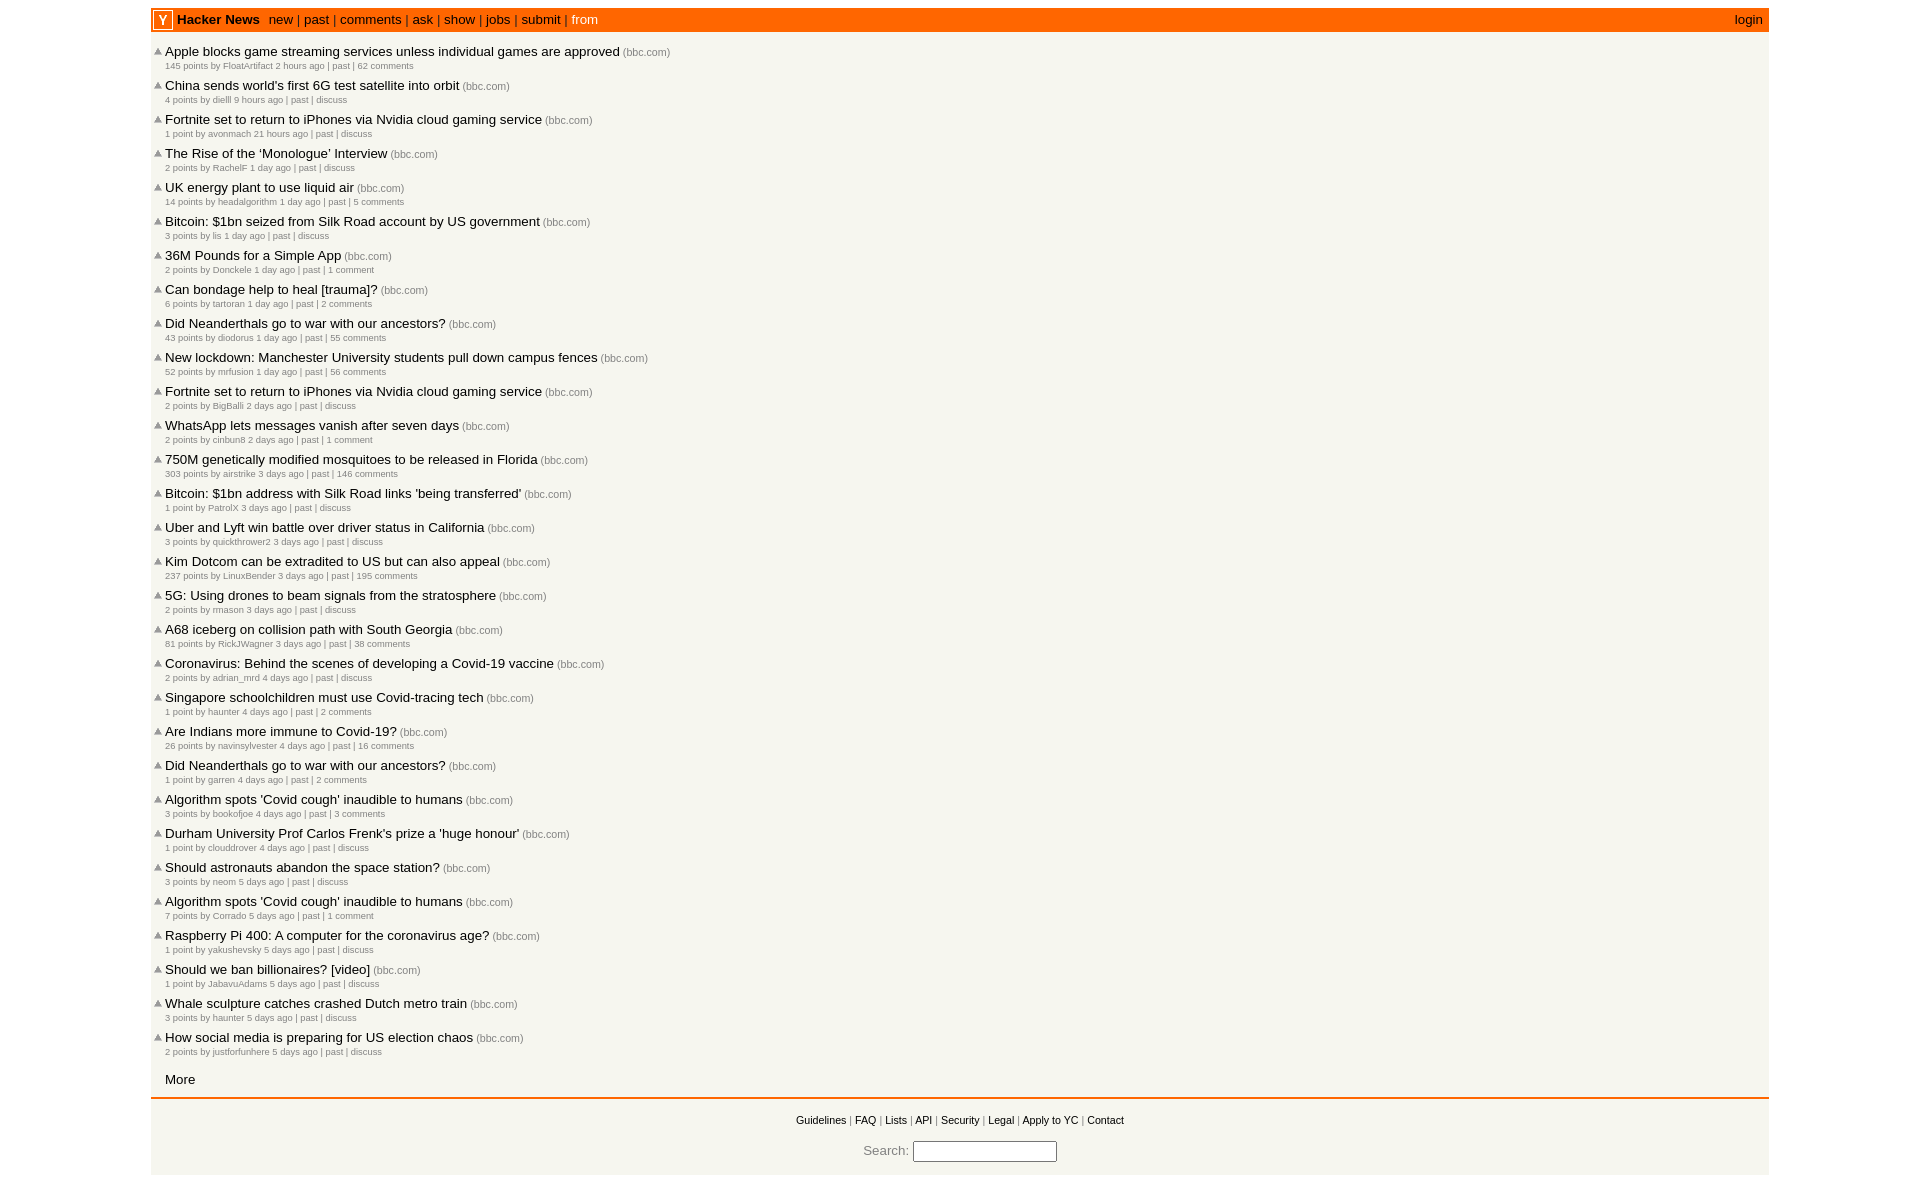 Y Hacker News new | past | comments | ask | show | jobs | submit | from login
Apple blocks game streaming services unless individual games are approved (bbc.com)
145 points by FloatArtifact 2 hours ago | past | 62 comments
China sends world's first 6G test satellite into orbit (bbc.com)
4 points by dielll 9 hours ago | past | discuss
Fortnite set to return to iPhones via Nvidia cloud gaming service (bbc.com)
1 point by avonmach 21 hours ago | past | discuss
The Rise of the ‘Monologue’ Interview (bbc.com)
2 points by RachelF 1 day ago | past | discuss
UK energy plant to use liquid air (bbc.com)
14 points by headalgorithm 1 day ago | past | 5 comments
Bitcoin: $1bn seized from Silk Road account by US government (bbc.com)
3 points by lis 1 day ago | past | discuss
36M Pounds for a Simple App (bbc.com)
2 points by Donckele 1 day ago | past | 1 comment
Can bondage help to heal [trauma]? (bbc.com)
6 points by tartoran 1 day ago | past | 2 comments
Did Neanderthals go to war with our ancestors? (bbc.com)
43 points by diodorus 1 day ago | past | 55 comments
New lockdown: Manchester University students pull down campus fences (bbc.com)
52 points by mrfusion 1 day ago | past | 56 comments
Fortnite set to return to iPhones via Nvidia cloud gaming service (bbc.com)
2 points by BigBalli 2 days ago | past | discuss
WhatsApp lets messages vanish after seven days (bbc.com)
2 points by cinbun8 2 days ago | past | 1 comment
750M genetically modified mosquitoes to be released in Florida (bbc.com)
303 points by airstrike 3 days ago | past | 146 comments
Bitcoin: $1bn address with Silk Road links 'being transferred' (bbc.com)
1 point by PatrolX 3 days ago | past | discuss
Uber and Lyft win battle over driver status in California (bbc.com)
3 points by quickthrower2 3 days ago | past | discuss
Kim Dotcom can be extradited to US but can also appeal (bbc.com)
237 points by LinuxBender 3 days ago | past | 195 comments
5G: Using drones to beam signals from the stratosphere (bbc.com)
2 points by rmason 3 days ago | past | discuss
A68 iceberg on collision path with South Georgia (bbc.com)
81 points by RickJWagner 3 days ago | past | 38 comments
Coronavirus: Behind the scenes of developing a Covid-19 vaccine (bbc.com)
2 points by adrian_mrd 4 days ago | past | discuss
Singapore schoolchildren must use Covid-tracing tech (bbc.com)
1 point by haunter 4 days ago | past | 2 comments
Are Indians more immune to Covid-19? (bbc.com)
26 points by navinsylvester 4 days ago | past | 16 comments
Did Neanderthals go to war with our ancestors? (bbc.com)
1 point by garren 4 days ago | past | 2 comments
Algorithm spots 'Covid cough' inaudible to humans (bbc.com)
3 points by bookofjoe 4 days ago | past | 3 comments
Durham University Prof Carlos Frenk's prize a 'huge honour' (bbc.com)
1 point by clouddrover 4 days ago | past | discuss
Should astronauts abandon the space station? (bbc.com)
3 points by neom 5 days ago | past | discuss
Algorithm spots 'Covid cough' inaudible to humans (bbc.com)
7 points by Corrado 5 days ago | past | 1 comment
Raspberry Pi 400: A computer for the coronavirus age? (bbc.com)
1 point by yakushevsky 5 days ago | past | discuss
Should we ban billionaires? [video] (bbc.com)
1 point by JabavuAdams 5 days ago | past | discuss
Whale sculpture catches crashed Dutch metro train (bbc.com)
3 points by haunter 5 days ago | past | discuss
How social media is preparing for US election chaos (bbc.com)
2 points by justforfunhere 5 days ago | past | discuss
More
Guidelines | FAQ | Lists | API | Security | Legal | Apply to YC | Contact
Search: